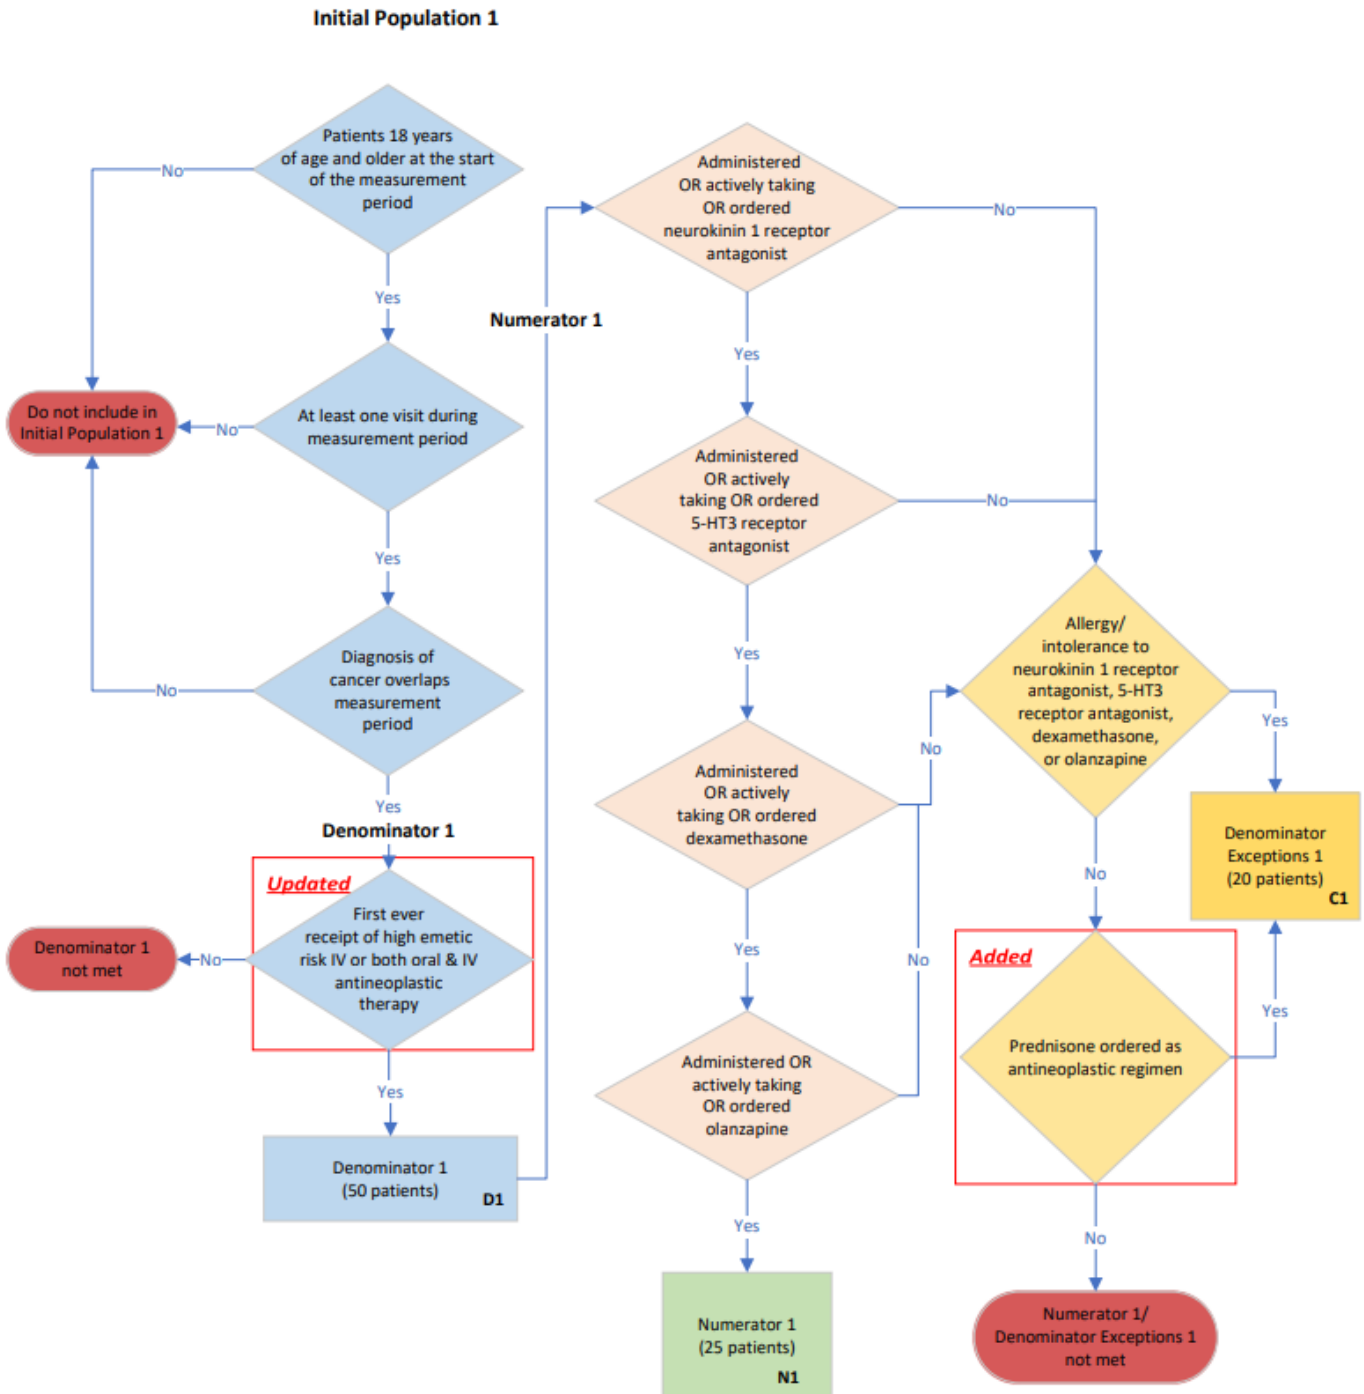 Initial Population 1
Patients 18 years
of age and older at the start
of the measurement
period
No
Yes
At least one visit during
measurement period
No
Do not include in
Initial Population 1
Yes
Diagnosis of
cancer overlaps
measurement
period
No
Yes
Denominator 1
Updated
First ever
receipt of high emetic
risk IV or both oral & IV
antineoplastic
therapy
No
Denominator 1
not met
Yes
Denominator 1
(50 patients)
D1
Numerator 1
Administered
OR actively taking
OR ordered
neurokinin 1 receptor
antagonist
No
Yes
Administered
OR actively
taking OR ordered
5-HT3 receptor
antagonist
No
Yes
Administered
OR actively
taking OR ordered
dexamethasone
No
Yes
Administered OR
actively taking
OR ordered
olanzapine
No
Yes
Numerator 1
(25 patients)
N1
Allergy/
intolerance to
neurokinin 1 receptor
antagonist, 5-HT3
receptor antagonist,
dexamethasone,
or olanzapine
Yes
No
Denominator
Exceptions 1
(20 patients)
C1
Added
Prednisone ordered as
antineoplastic regimen
Yes
No
Numerator 1/
Denominator Exceptions 1
not met